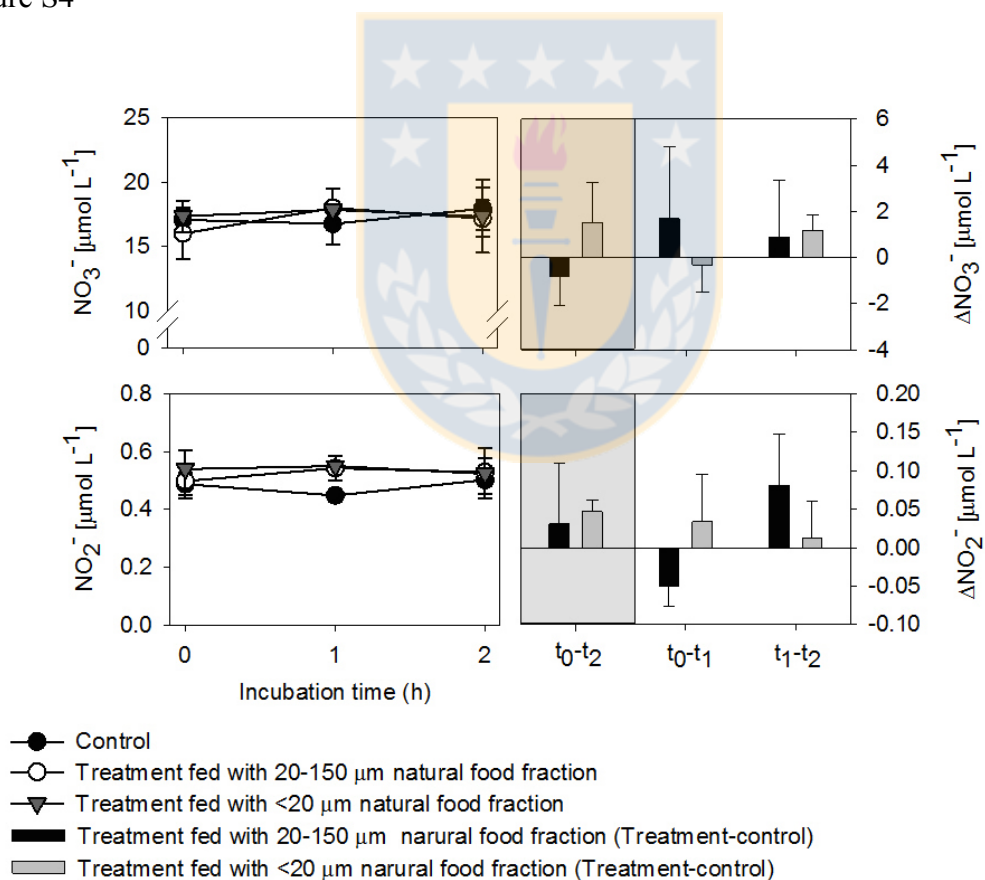 ure S4
NO₃⁻ [μmol L⁻¹]
25
20
15
10
0
6
4
2
0
-2
-4
ΔNO₃⁻ [μmol L⁻¹]
NO₂⁻ [μmol L⁻¹]
0.8
0.6
0.4
0.2
0.0
0.20
0.15
0.10
0.05
0.00
-0.05
-0.10
ΔNO₂⁻ [μmol L⁻¹]
0 1 2
t₀-t₂ t₀-t₁ t₁-t₂
Incubation time (h)
Control
Treatment fed with 20-150 μm natural food fraction
Treatment fed with <20 μm natural food fraction
Treatment fed with 20-150 μm narural food fraction (Treatment-control)
Treatment fed with <20 μm narural food fraction (Treatment-control)